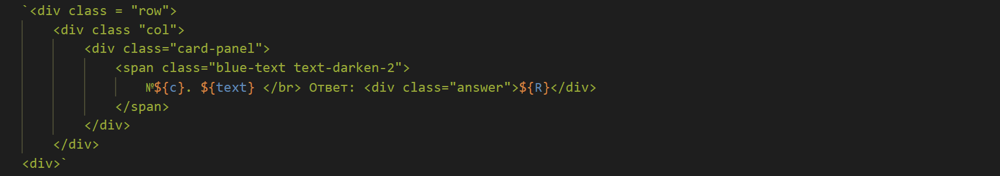 `<div class = "row">
<div class "col">
<div class="card-panel">
<span class="blue-text text-darken-2">
№${c}. ${text} </br> Ответ: <div class="answer">${R}</div>
</span>
</div>
</div>
<div>`